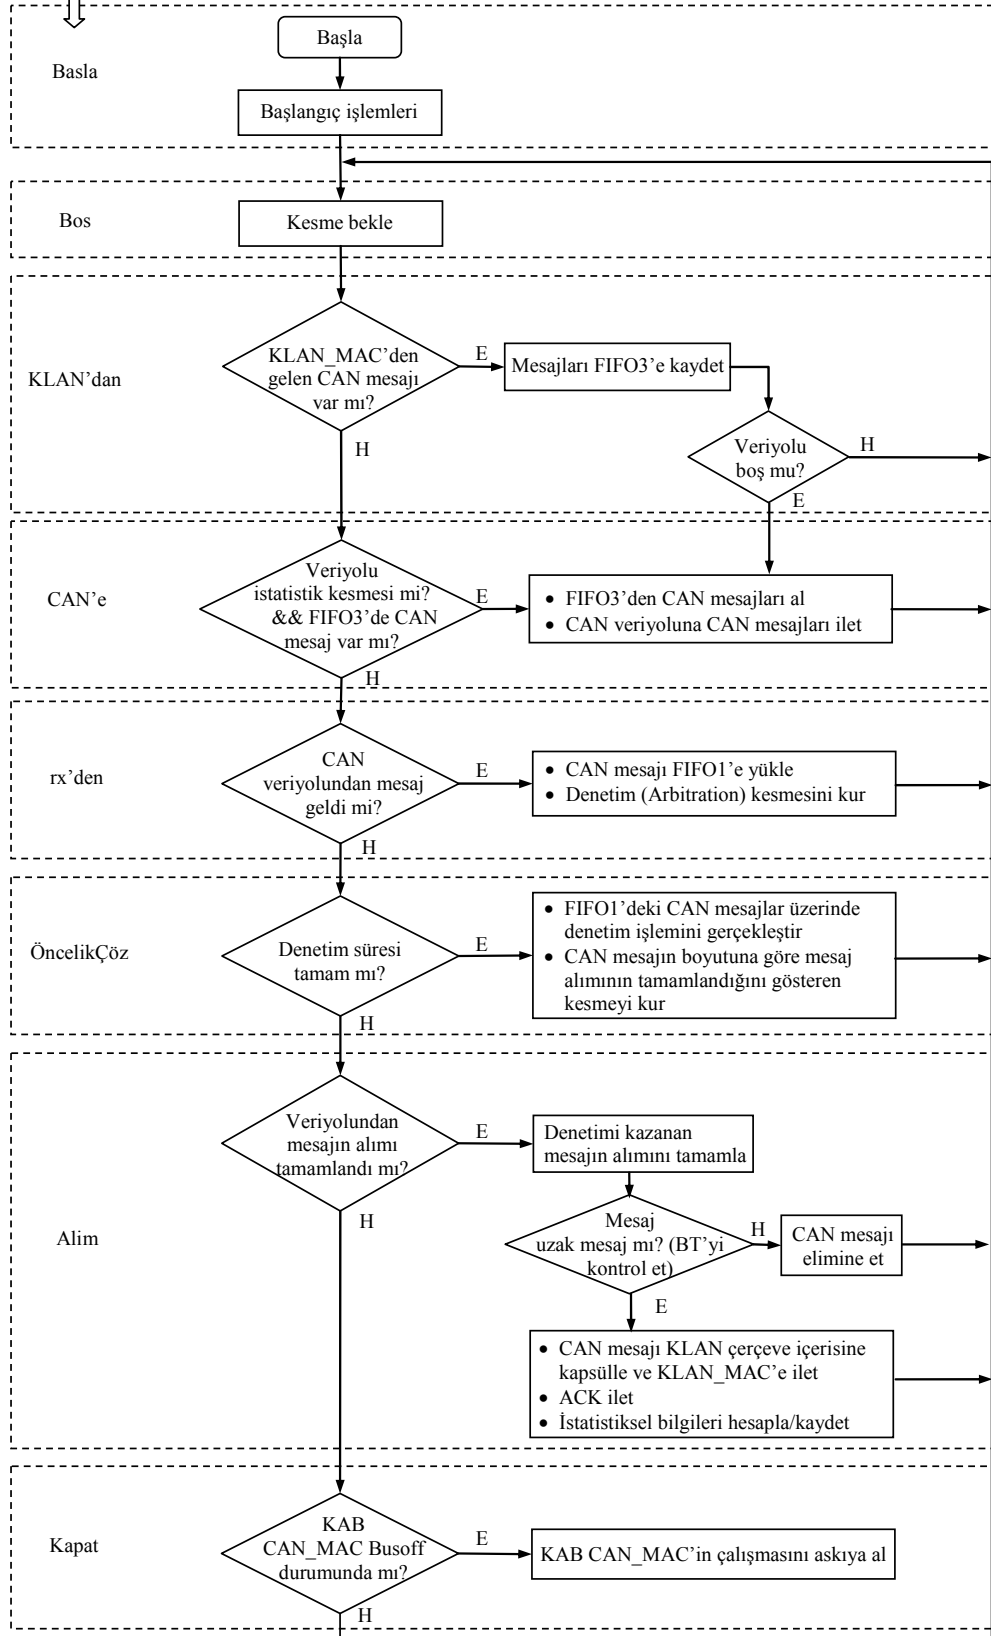 Başla
Basla
Başlangıç işlemleri
Bos
Kesme bekle
KLAN'dan
KLAN_MAC'den
gelen CAN mesajı
var mı?
E
Mesajları FIFO3'e kaydet
H
Veriyolu
boş mu?
H
E
CAN'e
Veriyolu
istatistik kesmesi mi?
&& FIFO3'de CAN
mesaj var mı?
E
• FIFO3'den CAN mesajları al
• CAN veriyoluna CAN mesajları ilet
H
rx'den
CAN
veriyolundan mesaj
geldi mi?
E
• CAN mesajı FIFO1'e yükle
• Denetim (Arbitration) kesmesini kur
H
ÖncelikÇöz
Denetim süresi
tamam mı?
E
• FIFO1'deki CAN mesajlar üzerinde
denetim işlemini gerçekleştir
• CAN mesajın boyutuna göre mesaj
alımının tamamlandığını gösteren
kesmeyi kur
H
Alim
Veriyolundan
mesajın alımı
tamamlandı mı?
E
Denetimi kazanan
mesajın alımını tamamla
H
Mesaj
uzak mesaj mı? (BT'yi
kontrol et)
H
CAN mesajı
elimine et
E
• CAN mesajı KLAN çerçeve içerisine
kapsülle ve KLAN_MAC'e ilet
• ACK ilet
• İstatistiksel bilgileri hesapla/kaydet
Kapat
KAB
CAN_MAC Busoff
durumunda mı?
E
KAB CAN_MAC'in çalışmasını askıya al
H